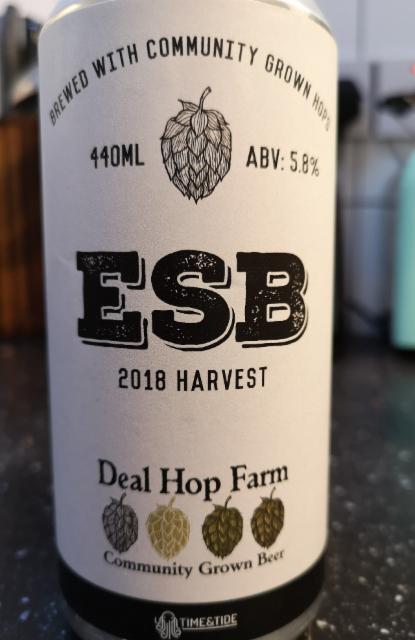 BREWED WITH COMMUNITY GROWN HOPS
440ML ABV: 5.8%
ESB
2018 HARVEST
Deal Hop Farm
Community Grown Beer
TIME&TIDE